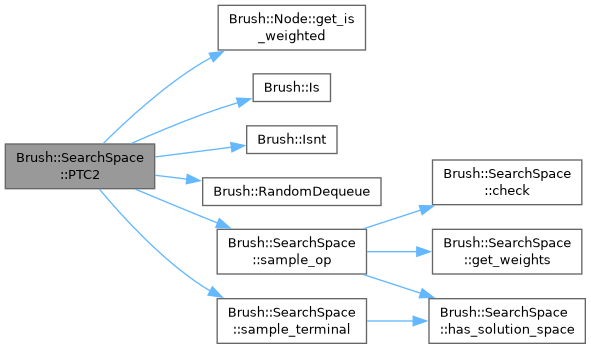 Brush::SearchSpace
::PTC2
Brush::Node::get_is
_weighted
Brush::Is
Brush::Isnt
Brush::RandomDequeue
Brush::SearchSpace
::sample_op
Brush::SearchSpace
::sample_terminal
Brush::SearchSpace
::check
Brush::SearchSpace
::get_weights
Brush::SearchSpace
::has_solution_space